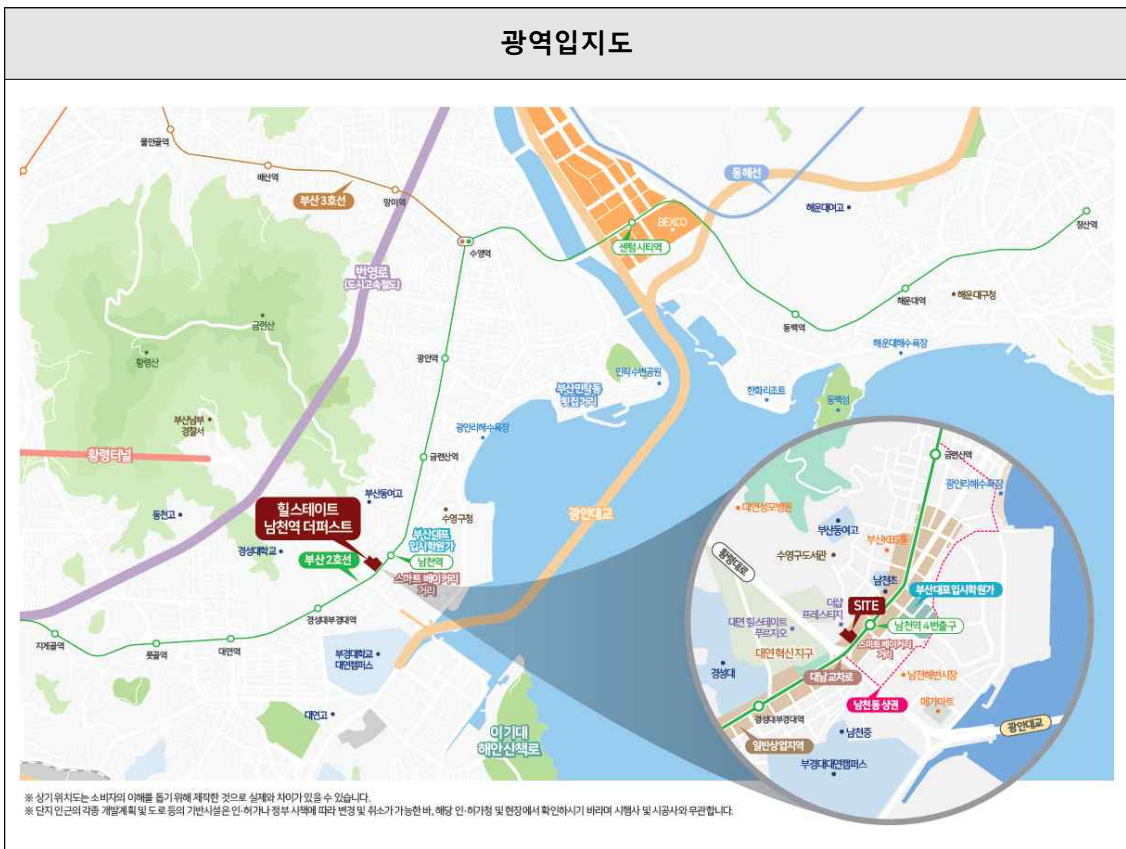 광역입지도
물만골역
배산역
부산 3호선
망미역
수영역
동해선
BEXCO
센텀시티역
해운대여고
장산역
번영로
(도시고속철도)
금련산
황령산
해운대역
해운대구청
동백역
광안역
해운대해수욕장
민락수변공원
부산민락동
횟집거리
한화리조트
동백섬
부산남부
경찰서
광안리해수욕장
황령터널
금련산역
동천고
힐스테이트
남천역 더퍼스트
부산동여고
수영구청
광안대교
경성대학교
부산 2호선
부산대표
입시학원가
남천역
스마트 베이커리
거리
경성대부경대역
지게골역
못골역
대연역
부경대학교
대연캠퍼스
대연고
이기대
해안산책로
금련산역
광안리해수욕장
대연성모병원
부산동여고
부산KBS홀
수영구도서관
황령대로
남천초
부산대표 입시학원가
더샵
프레스티지
SITE
대연 힐스테이트
푸르지오
남천역 4번출구
스마트베이커리
거리
대연혁신지구
경성대
대남교차로
남천해변시장
남천동 상권
메가마트
경성대부경대역
남천중
광안대교
일반상업지역
부경대대연캠퍼스
※ 상기 위치도는 소비자의 이해를 돕기 위해 제작한 것으로 실제와 차이가 있을 수 있습니다.
※ 단지 인근의 각종 개발계획 및 도로 등의 기반시설은 인·허가나 정부 시책에 따라 변경 및 취소가 가능한 바, 해당 인·허가청 및 현장에서 확인하시기 바라며 시행사 및 시공사와 무관합니다.